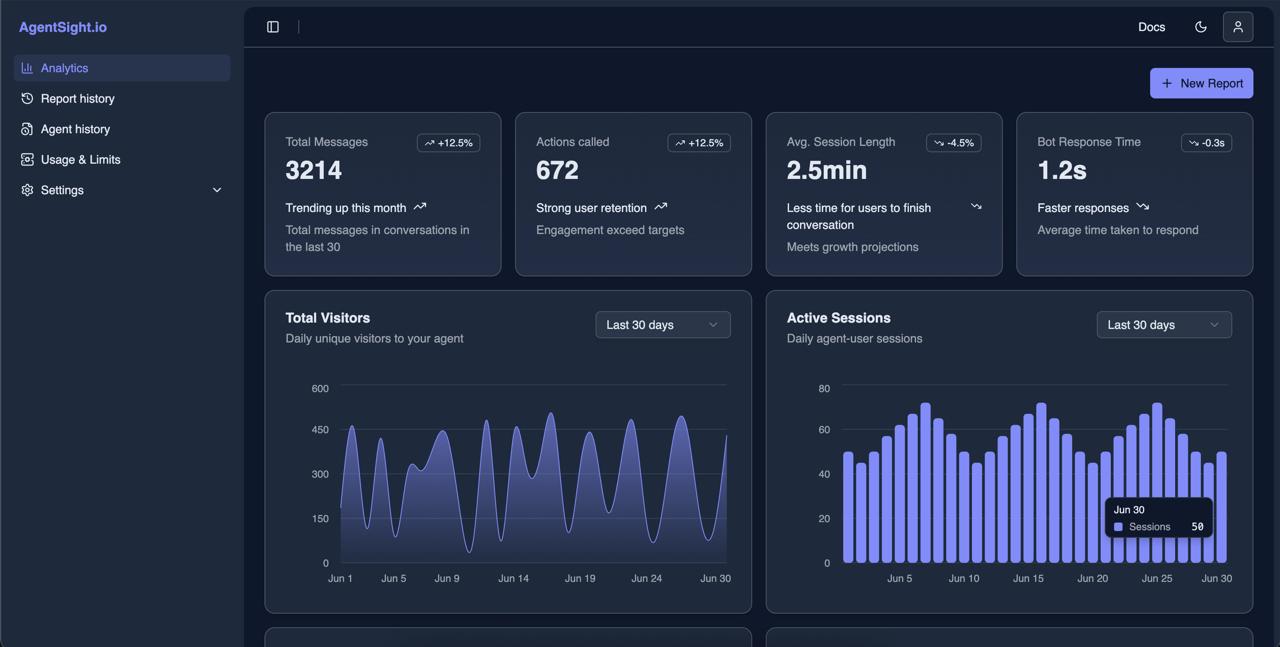 AgentSight.io
Analytics
Report history
Agent history
Usage & Limits
Settings
Docs
New Report
Total Messages
+12.5%
3214
Trending up this month
Total messages in conversations in
the last 30
Actions called
+12.5%
672
Strong user retention
Engagement exceed targets
Avg. Session Length
-4.5%
2.5min
Less time for users to finish
conversation
Meets growth projections
Bot Response Time
-0.3s
1.2s
Faster responses
Average time taken to respond
Total Visitors
Daily unique visitors to your agent
Last 30 days
600
450
300
150
0
Jun 1 Jun 5 Jun 9 Jun 14 Jun 19 Jun 24 Jun 30
Active Sessions
Daily agent-user sessions
Last 30 days
80
60
40
20
0
Jun 30
Sessions 50
Jun 5 Jun 10 Jun 15 Jun 20 Jun 25 Jun 30